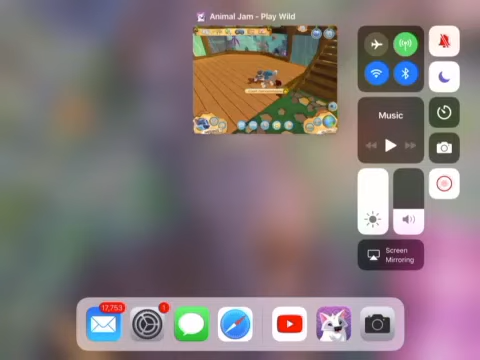 Animal Jam - Play Wild
Music
Screen
Mirroring
17,753
1